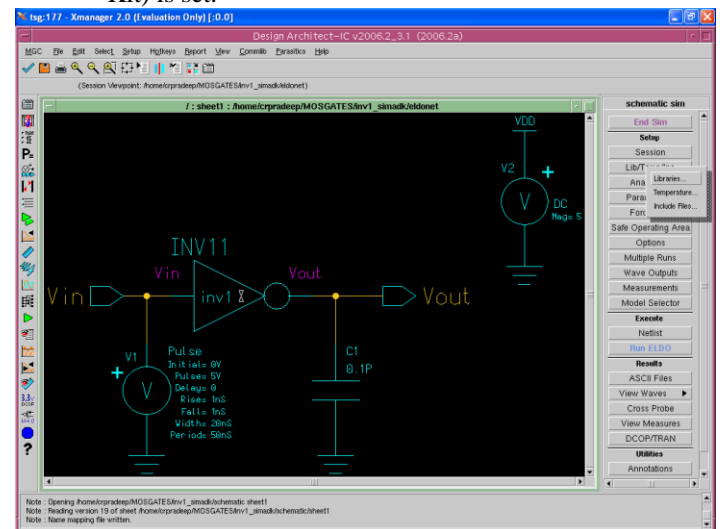 Kit) is set.
tsg:177 - Xmanager 2.0 (Evaluation Only) [:0.0]
Design Architect-IC v2006.2_3.1 (2006.2a)
MGC File Edit Select Setup Hotkeys Report View Commlib Parasitics Help
(Session Viewpoint: /home/crpradeep/MOSGATES/inv1_simadk/eldonet)
/ : sheet1 : /home/crpradeep/MOSGATES/inv1_simadk/eldonet
schematic sim
End Sim
Setup
Session
Libraries...
Temperature...
Include Files...
Safe Operating Area
Options
Multiple Runs
Wave Outputs
Measurements
Model Selector
Execute
Netlist
Run ELDO
Results
ASCII Files
View Waves
Cross Probe
View Measures
DCOP/TRAN
Utilities
Annotations
VDD
V2
V
DC
Mag= 5
INV11
Vin
Vout
Vin
inv1
Vout
V1
V
Pulse
Initial= 0V
Pulse= 5V
Delay= 0
Rise= 1nS
Fall= 1nS
Width= 20nS
Period= 50nS
C1
0.1P
P=
?
Note : Opening /home/crpradeep/MOSGATES/inv1_simadk/schematic sheet1
Note : Reading version 19 of sheet /home/crpradeep/MOSGATES/inv1_simadk/schematic/sheet1
Note : Name mapping file written.